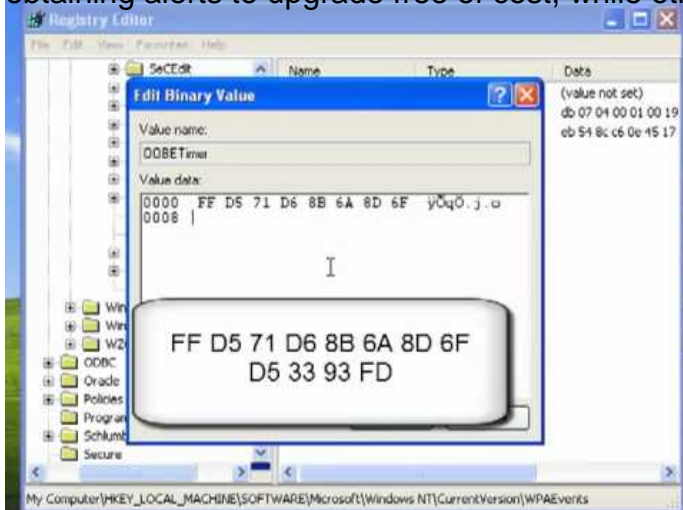 obtaining alerts to upgrade free of cost, while
Registry Editor
File Edit View Favorites Help
SeCEdit
Name Type Data
Edit Binary Value
(value not set)
db 07 04 00 01 00 19
eb 54 8c c6 0e 45 17
Value name:
OOBETimer
Value data:
0000 FF D5 71 D6 8B 6A 8D 6F ÿÕqÖ.j.o
0008
FF D5 71 D6 8B 6A 8D 6F
D5 33 93 FD
Win
Win
W2
ODBC
Oracle
Policies
Program
Schlumb
Secure
My Computer\HKEY_LOCAL_MACHINE\SOFTWARE\Microsoft\Windows NT\CurrentVersion\WPAEvents